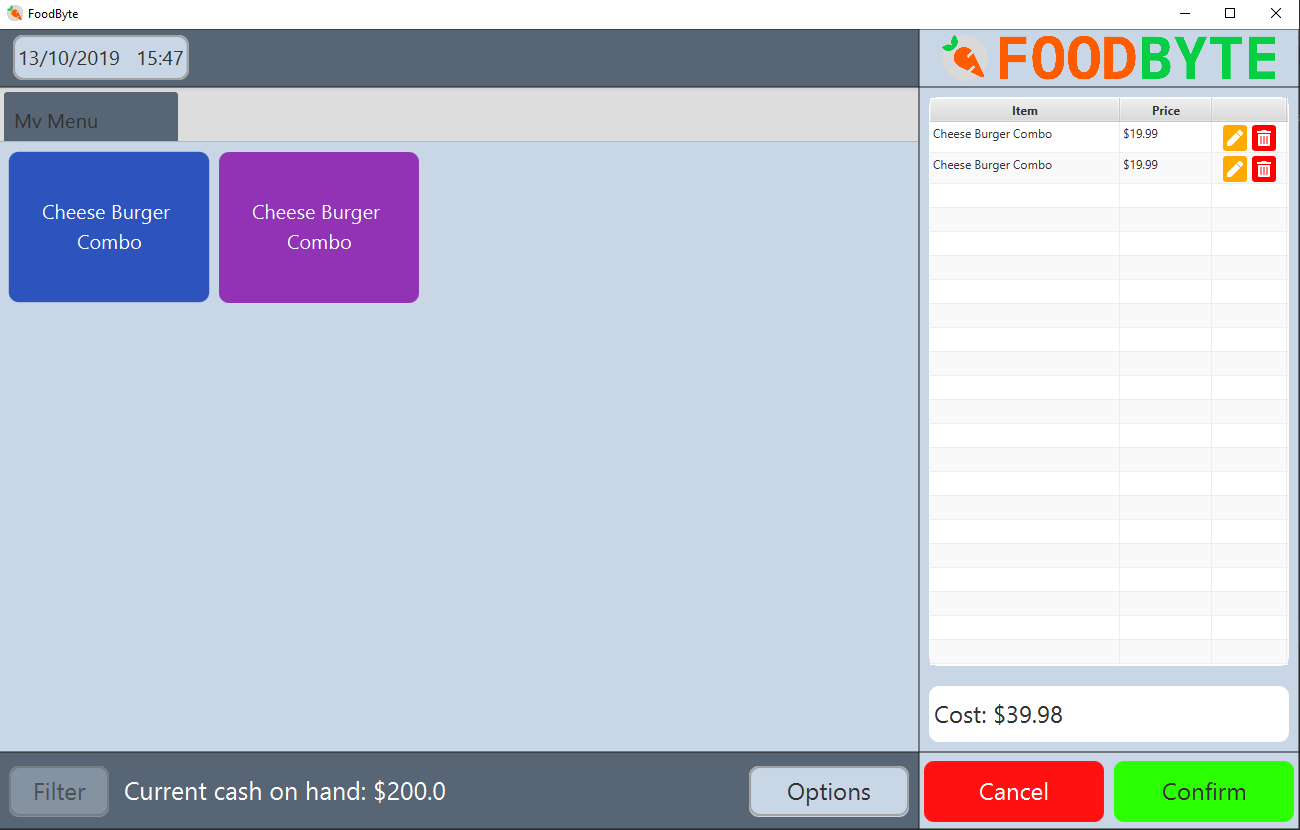 FoodByte
13/10/2019 15:47
FOODBYTE
Mv Menu
Cheese Burger
Combo
Cheese Burger
Combo
Item Price
Cheese Burger Combo $19.99
Cheese Burger Combo $19.99
Cost: $39.98
Filter
Current cash on hand: $200.0
Options
Cancel
Confirm